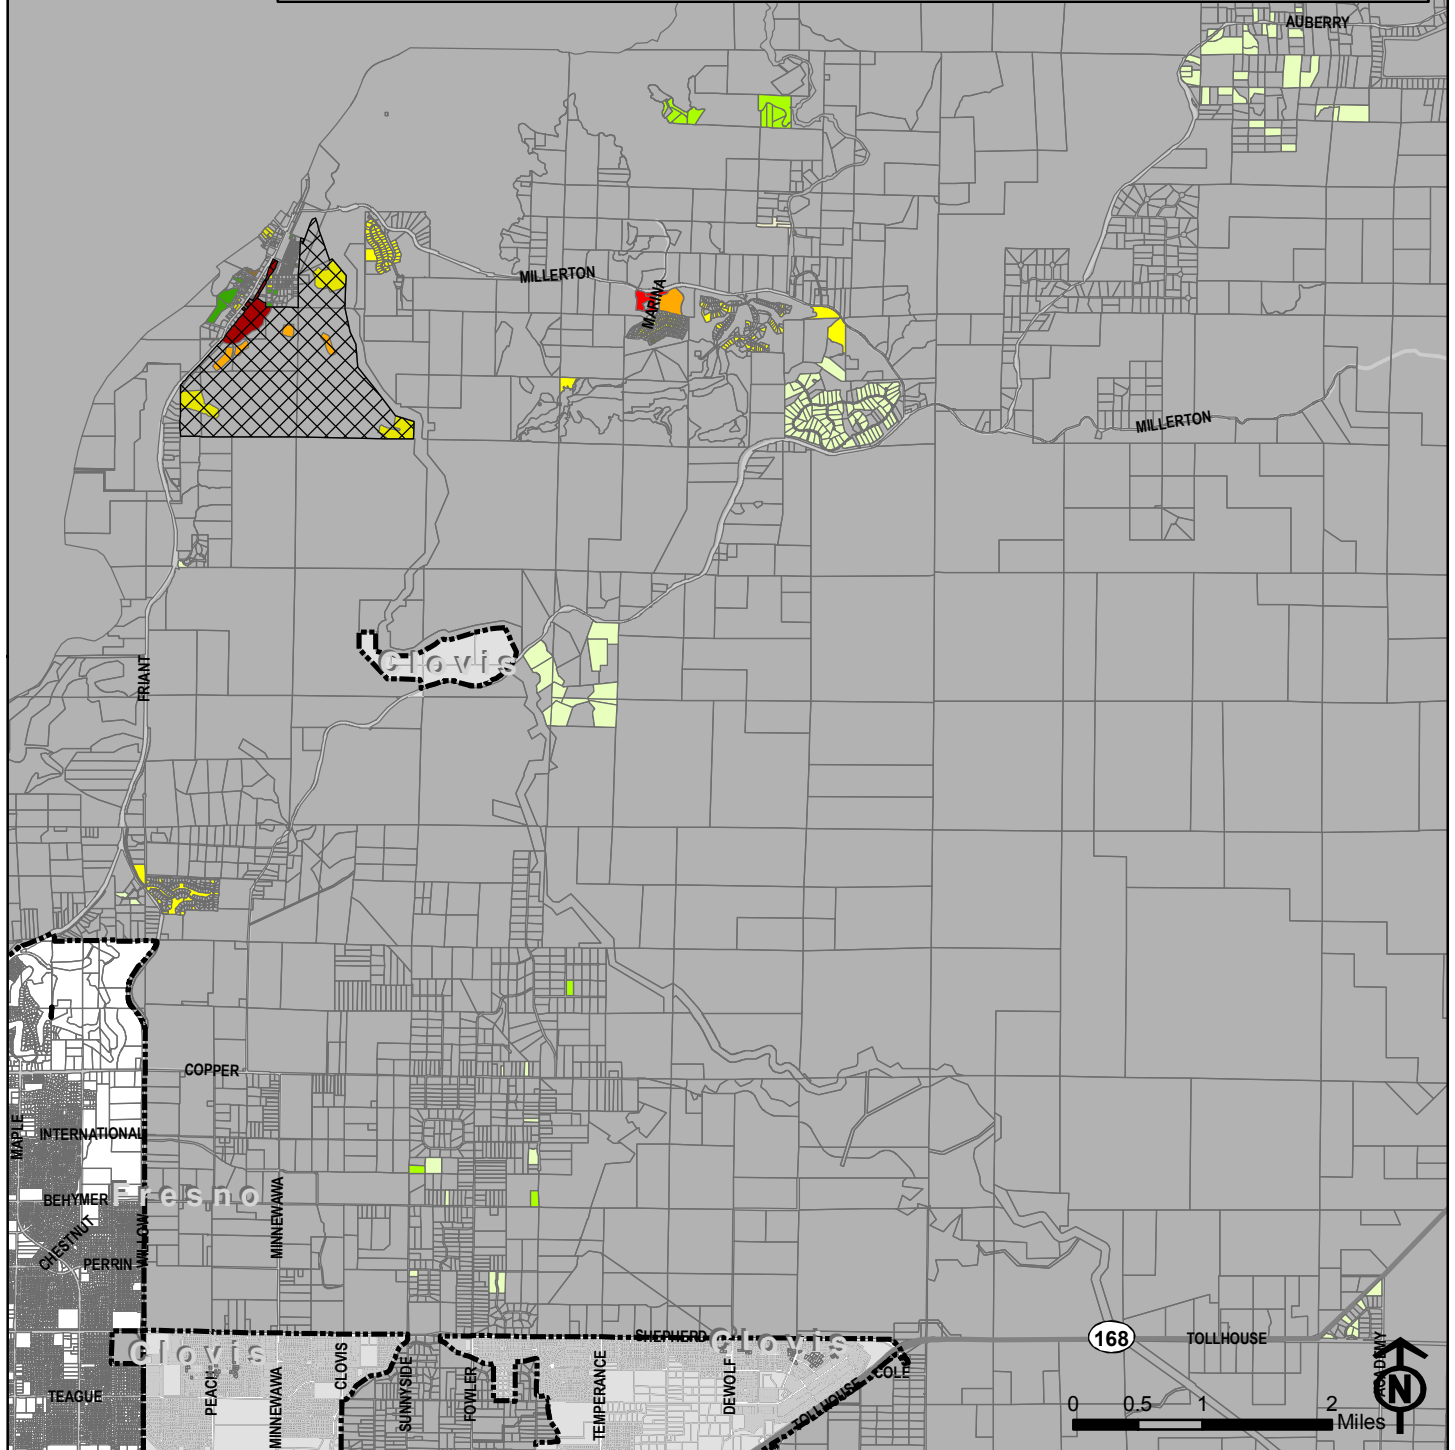 AUBERRY
MILLERTON
MARINA
MILLERTON
Clovis
FRIANT
COPPER
MAPLE
INTERNATIONAL
BEHYMER
Fresno
MINNEWAWA
CHESTNUT
WILLOW
PERRIN
SHEPHERD
Clovis
168
TOLLHOUSE
Clovis
CLOVIS
ACADEMY
TEAGUE
PEACH
MINNEWAWA
SUNNYSIDE
FOWLER
TEMPERANCE
DEWOLF
TOLLHOUSE
COLE
N
0 0.5 1 2
Miles